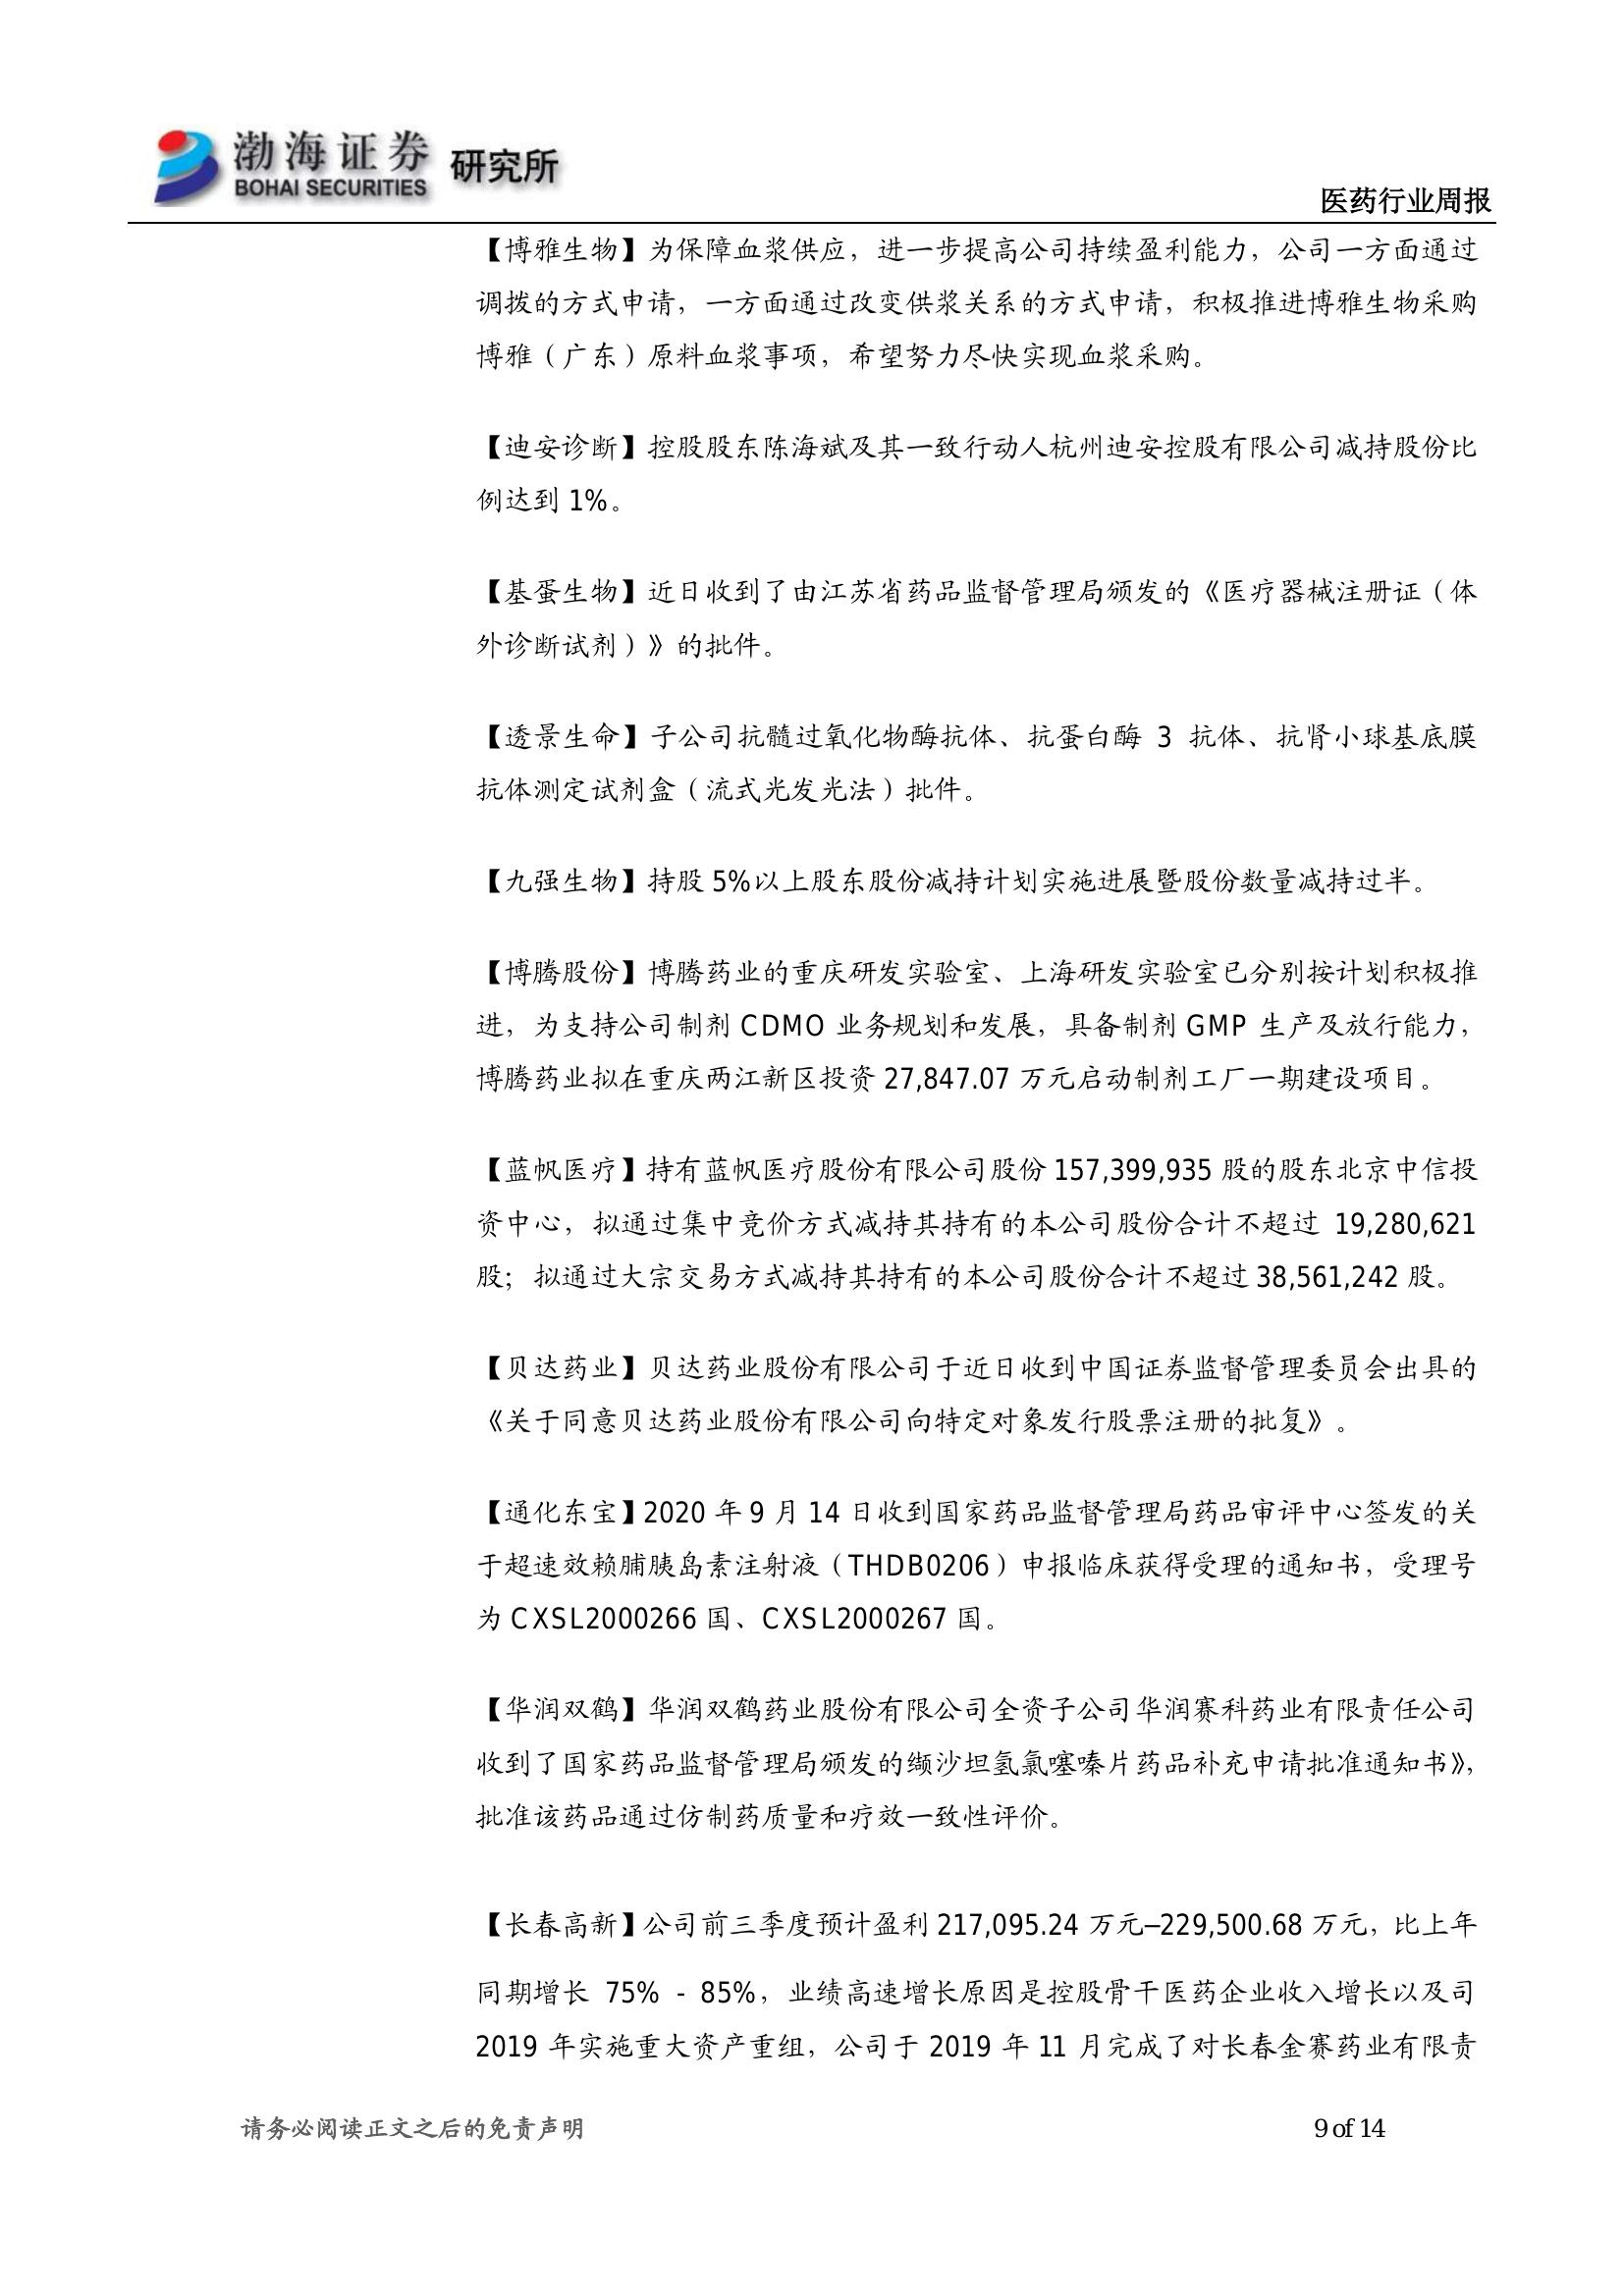 渤海证券 研究所
BOHAI SECURITIES
医药行业周报
【博雅生物】为保障血浆供应，进一步提高公司持续盈利能力，公司一方面通过
调拨的方式申请，一方面通过改变供浆关系的方式申请，积极推进博雅生物采购
博雅（广东）原料血浆事项，希望努力尽快实现血浆采购。
【迪安诊断】控股股东陈海斌及其一致行动人杭州迪安控股有限公司减持股份比
例达到 1%。
【基蛋生物】近日收到了由江苏省药品监督管理局颁发的《医疗器械注册证（体
外诊断试剂）》的批件。
【透景生命】子公司抗髓过氧化物酶抗体、抗蛋白酶 3 抗体、抗肾小球基底膜
抗体测定试剂盒（流式光发光法）批件。
【九强生物】持股 5%以上股东股份减持计划实施进展暨股份数量减持过半。
【博腾股份】博腾药业的重庆研发实验室、上海研发实验室已分别按计划积极推
进，为支持公司制剂 CDMO 业务规划和发展，具备制剂 GMP 生产及放行能力，
博腾药业拟在重庆两江新区投资 27,847.07 万元启动制剂工厂一期建设项目。
【蓝帆医疗】持有蓝帆医疗股份有限公司股份 157,399,935 股的股东北京中信投
资中心，拟通过集中竞价方式减持其持有的本公司股份合计不超过 19,280,621
股；拟通过大宗交易方式减持其持有的本公司股份合计不超过 38,561,242 股。
【贝达药业】贝达药业股份有限公司于近日收到中国证券监督管理委员会出具的
《关于同意贝达药业股份有限公司向特定对象发行股票注册的批复》。
【通化东宝】2020 年 9 月 14 日收到国家药品监督管理局药品审评中心签发的关
于超速效赖脯胰岛素注射液（THDB0206）申报临床获得受理的通知书，受理号
为 CXSL2000266 国、CXSL2000267 国。
【华润双鹤】华润双鹤药业股份有限公司全资子公司华润赛科药业有限责任公司
收到了国家药品监督管理局颁发的缬沙坦氢氯噻嗪片药品补充申请批准通知书》，
批准该药品通过仿制药质量和疗效一致性评价。
【长春高新】公司前三季度预计盈利 217,095.24 万元–229,500.68 万元，比上年
同期增长 75% - 85%，业绩高速增长原因是控股骨干医药企业收入增长以及司
2019 年实施重大资产重组，公司于 2019 年 11 月完成了对长春金赛药业有限责
请务必阅读正文之后的免责声明
9 of 14